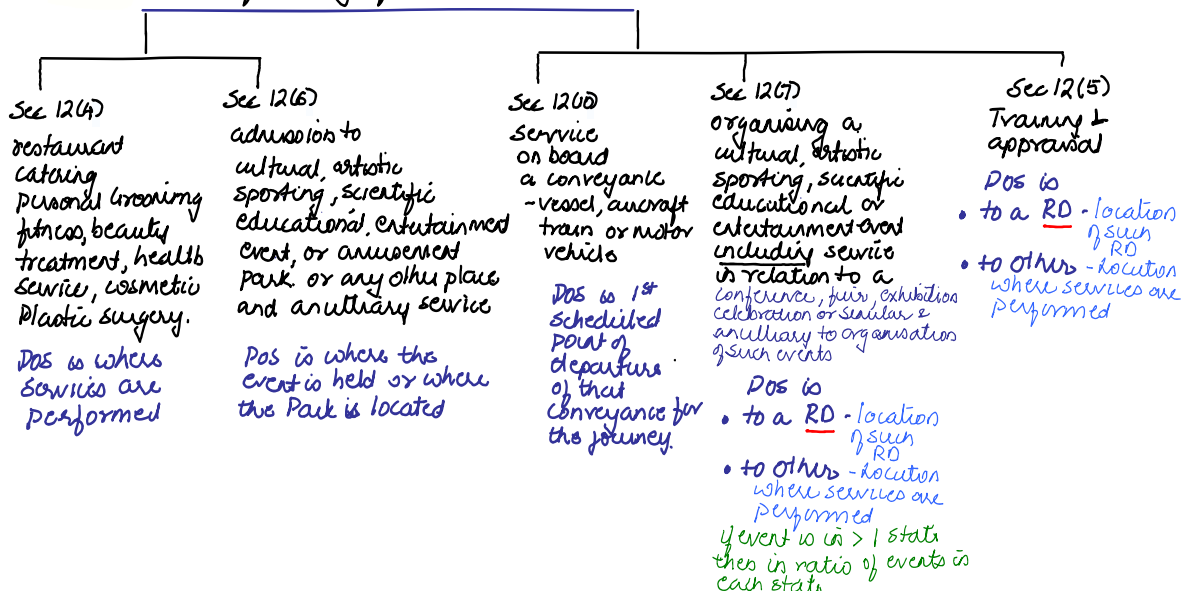 Sec 12(4)
restaurant
catering
Personal Grooming
fitness, beauty
treatment, health
service, cosmetic
Plastic surgery.
POS is where
services are
performed
Sec 12(6)
admission to
cultural, artistic
sporting, scientific
educational, entertainment
event, or amusement
Park. or any other place
and ancilliary service
POS is where the
event is held or where
the Park is located
Sec 12(10)
service
on board
a conveyance
- vessel, aircraft
train or motor
vehicle
POS is 1st
scheduled
point of
departure
of that
conveyance for
the journey.
Sec 12(7)
organising a
cultural, artistic
sporting, scientific
educational or
entertainment event
including service
in relation to a
conference, fair, exhibition
celebration or similar &
ancilliary to organisation
of such events
POS is
• to a RD - location
of such
RD
• to other - Location
where services are
performed
if event is in > 1 state
then in ratio of events in
each state
Sec 12(5)
Training &
appraisal
POS is
• to a RD - location
of such
RD
• to other - Location
where services are
performed